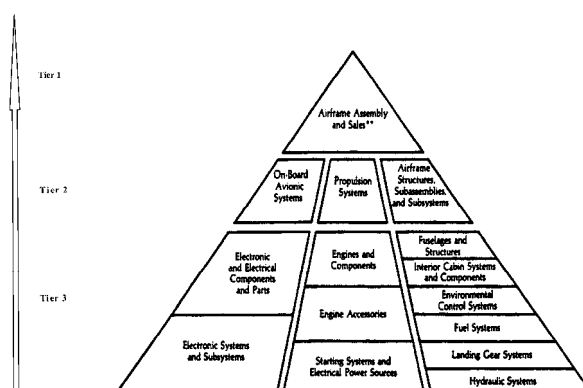 Tier 1
Airframe Assembly
and Sales**
Tier 2
On-Board
Avionic
Systems
Propulsion
Systems
Airframe
Structures,
Subassemblies,
and Subsystems
Tier 3
Electronic
and Electrical
Components
and Parts
Electronic Systems
and Subsystems
Engines and
Components
Engine Accessories
Starting Systems and
Electrical Power Sources
Fuselages and
Structures
Interior Cabin Systems
and Components
Environmental
Control Systems
Fuel Systems
Landing Gear Systems
Hydraulic Systems